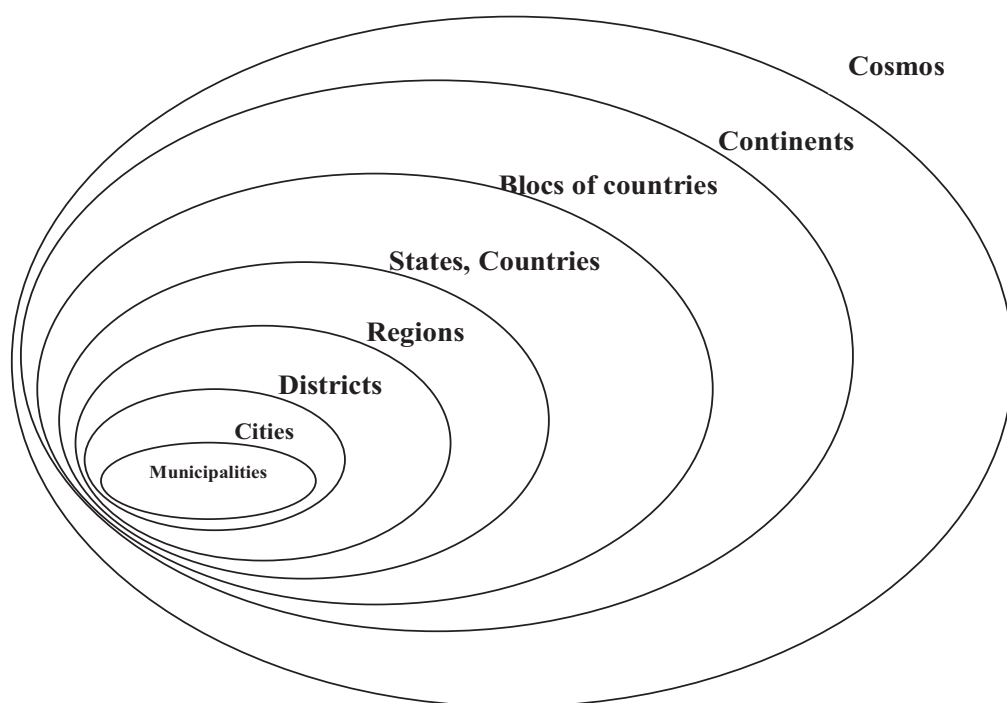 Cosmos
Continents
Blocs of countries
States, Countries
Regions
Districts
Cities
Municipalities